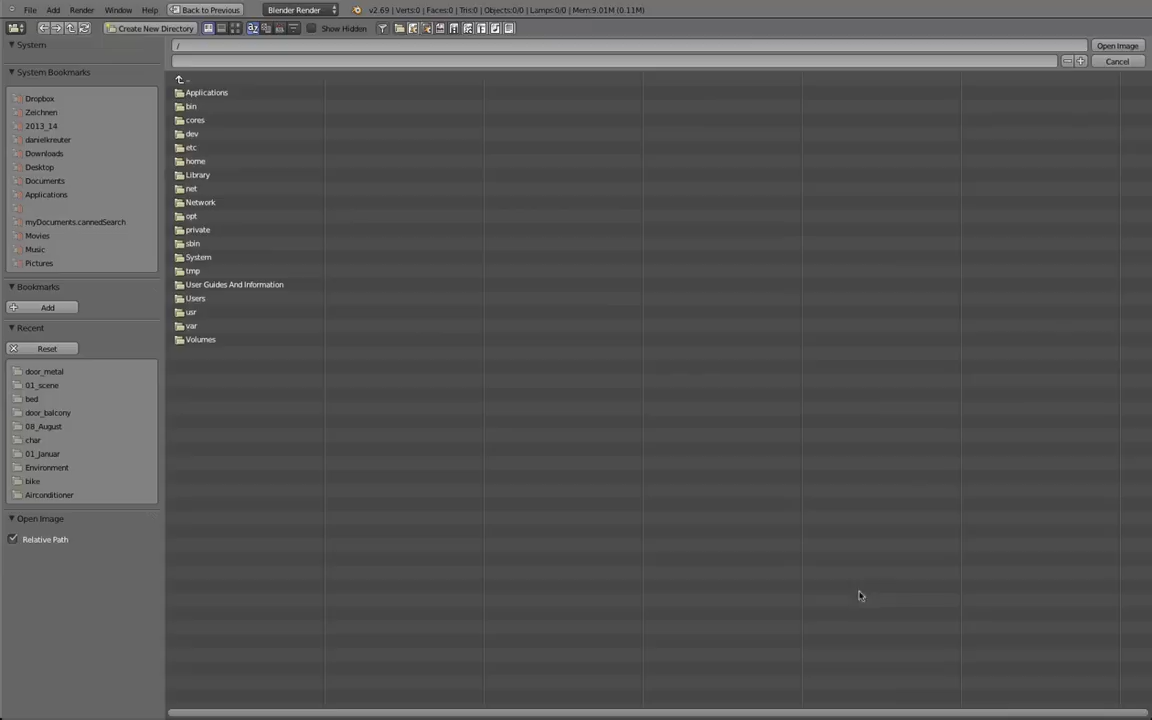 File Add Render Window Help Back to Previous Blender Render v2.69 | Verts:0 | Faces:0 | Tris:0 | Objects:0/0 | Lamps:0/0 | Mem:9.01M (0.11M)
Create New Directory Show Hidden
System
/ Open Image
Cancel
System Bookmarks
Dropbox
Zeichnen
2013_14
danielkreuter
Downloads
Desktop
Documents
Applications
myDocuments.cannedSearch
Movies
Music
Pictures
Bookmarks
Add
Recent
Reset
door_metal
01_scene
bed
door_balcony
08_August
char
01_Januar
Environment
bike
Airconditioner
Open Image
Relative Path
..
Applications
bin
cores
dev
etc
home
Library
net
Network
opt
private
sbin
System
tmp
User Guides And Information
Users
usr
var
Volumes